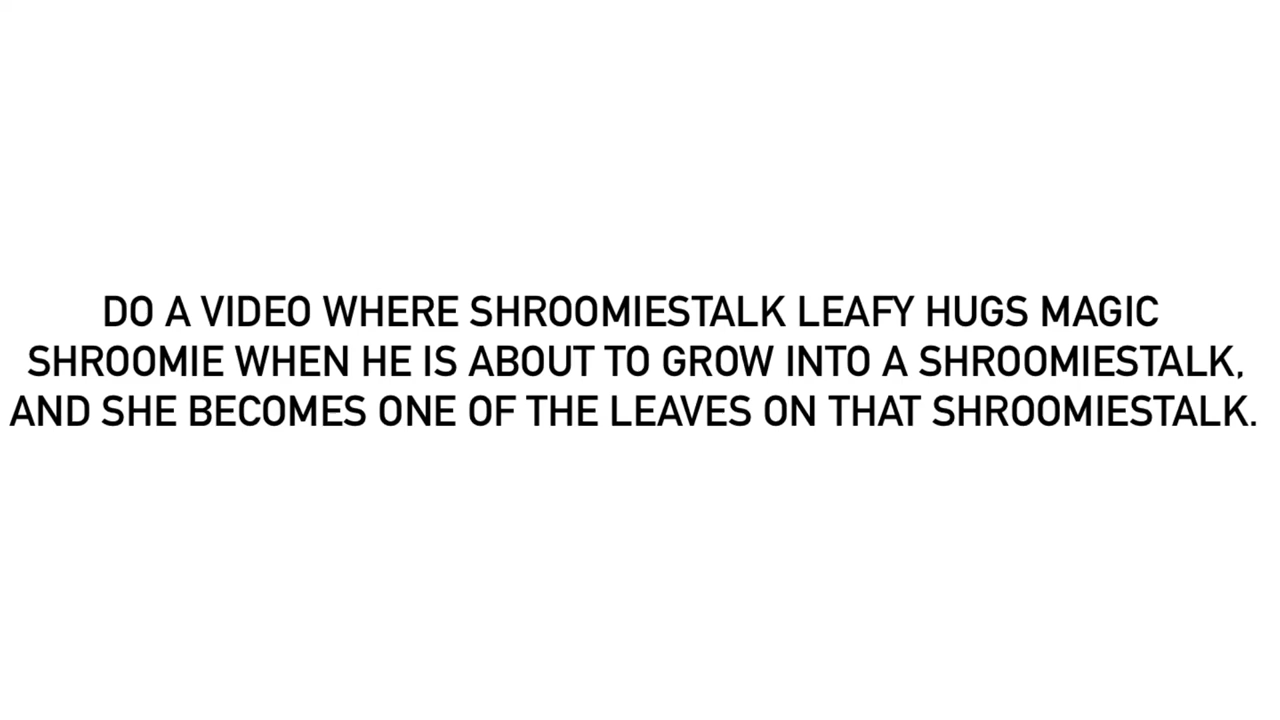 DO A VIDEO WHERE SHROOMIESTALK LEAFY HUGS MAGIC
SHROOMIE WHEN HE IS ABOUT TO GROW INTO A SHROOMIESTALK,
AND SHE BECOMES ONE OF THE LEAVES ON THAT SHROOMIESTALK.